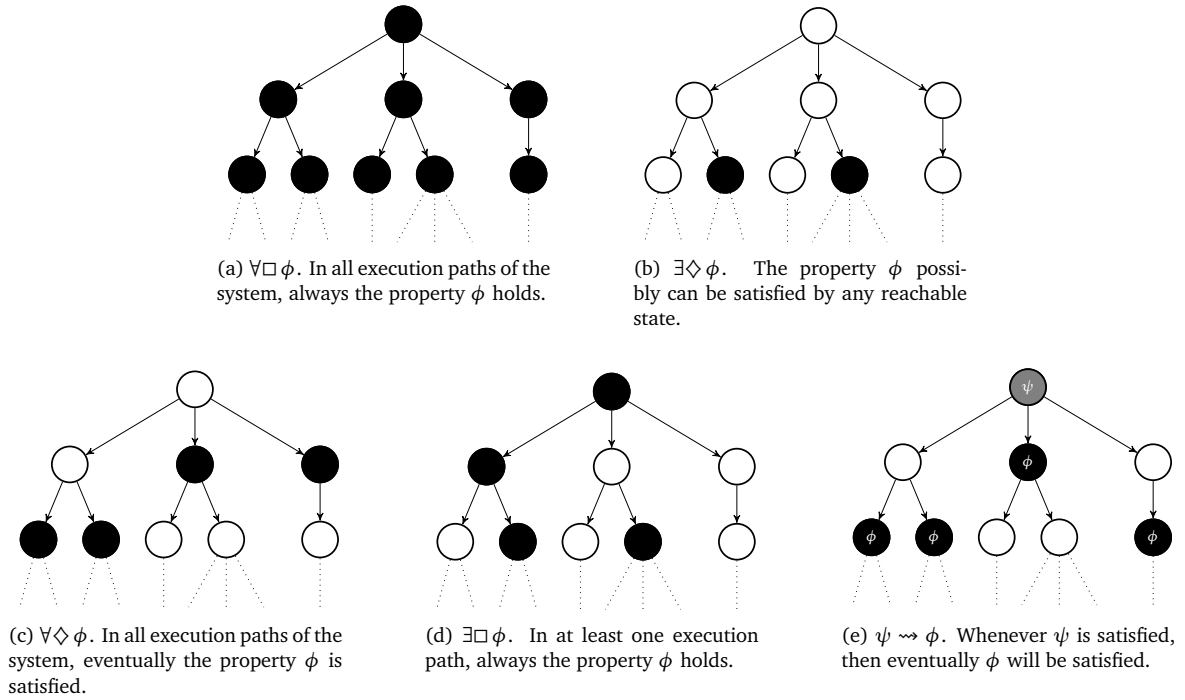 (a) ∀□ ϕ. In all execution paths of the
system, always the property ϕ holds.
(b) ∃◇ ϕ. The property ϕ possi-
bly can be satisfied by any reachable
state.
ψ
ϕ
ϕ
ϕ
ϕ
(c) ∀◇ ϕ. In all execution paths of the
system, eventually the property ϕ is
satisfied.
(d) ∃□ ϕ. In at least one execution
path, always the property ϕ holds.
(e) ψ ⇝ ϕ. Whenever ψ is satisfied,
then eventually ϕ will be satisfied.